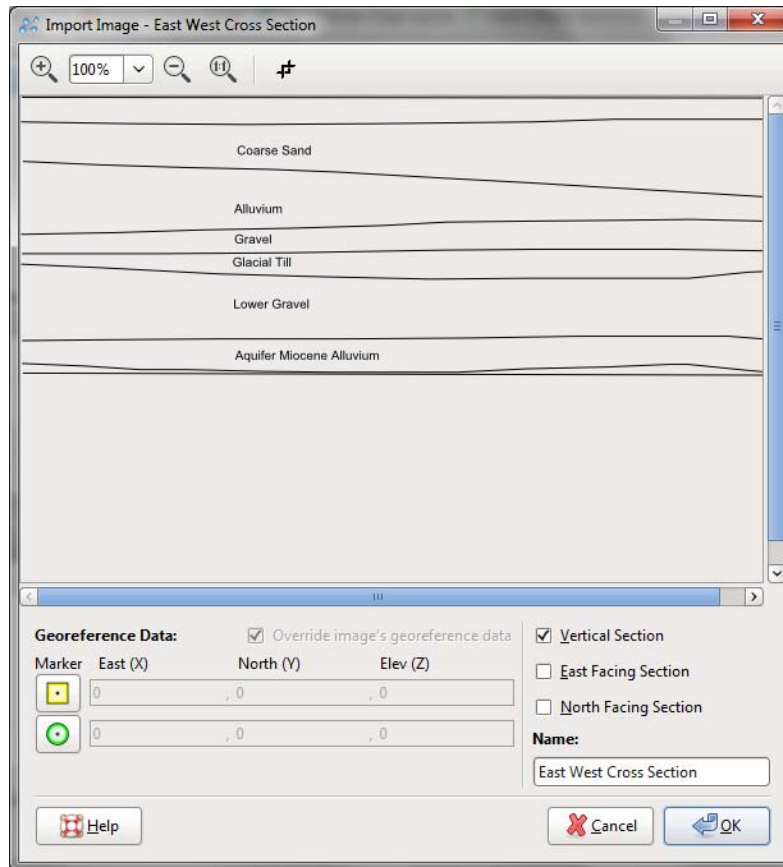 Import Image - East West Cross Section
100%
1:1
Coarse Sand
Alluvium
Gravel
Glacial Till
Lower Gravel
Aquifer Miocene Alluvium
Georeference Data: Override image's georeference data
Marker East (X) North (Y) Elev (Z)
0 , 0 , 0
0 , 0 , 0
Vertical Section
East Facing Section
North Facing Section
Name:
East West Cross Section
Help Cancel OK